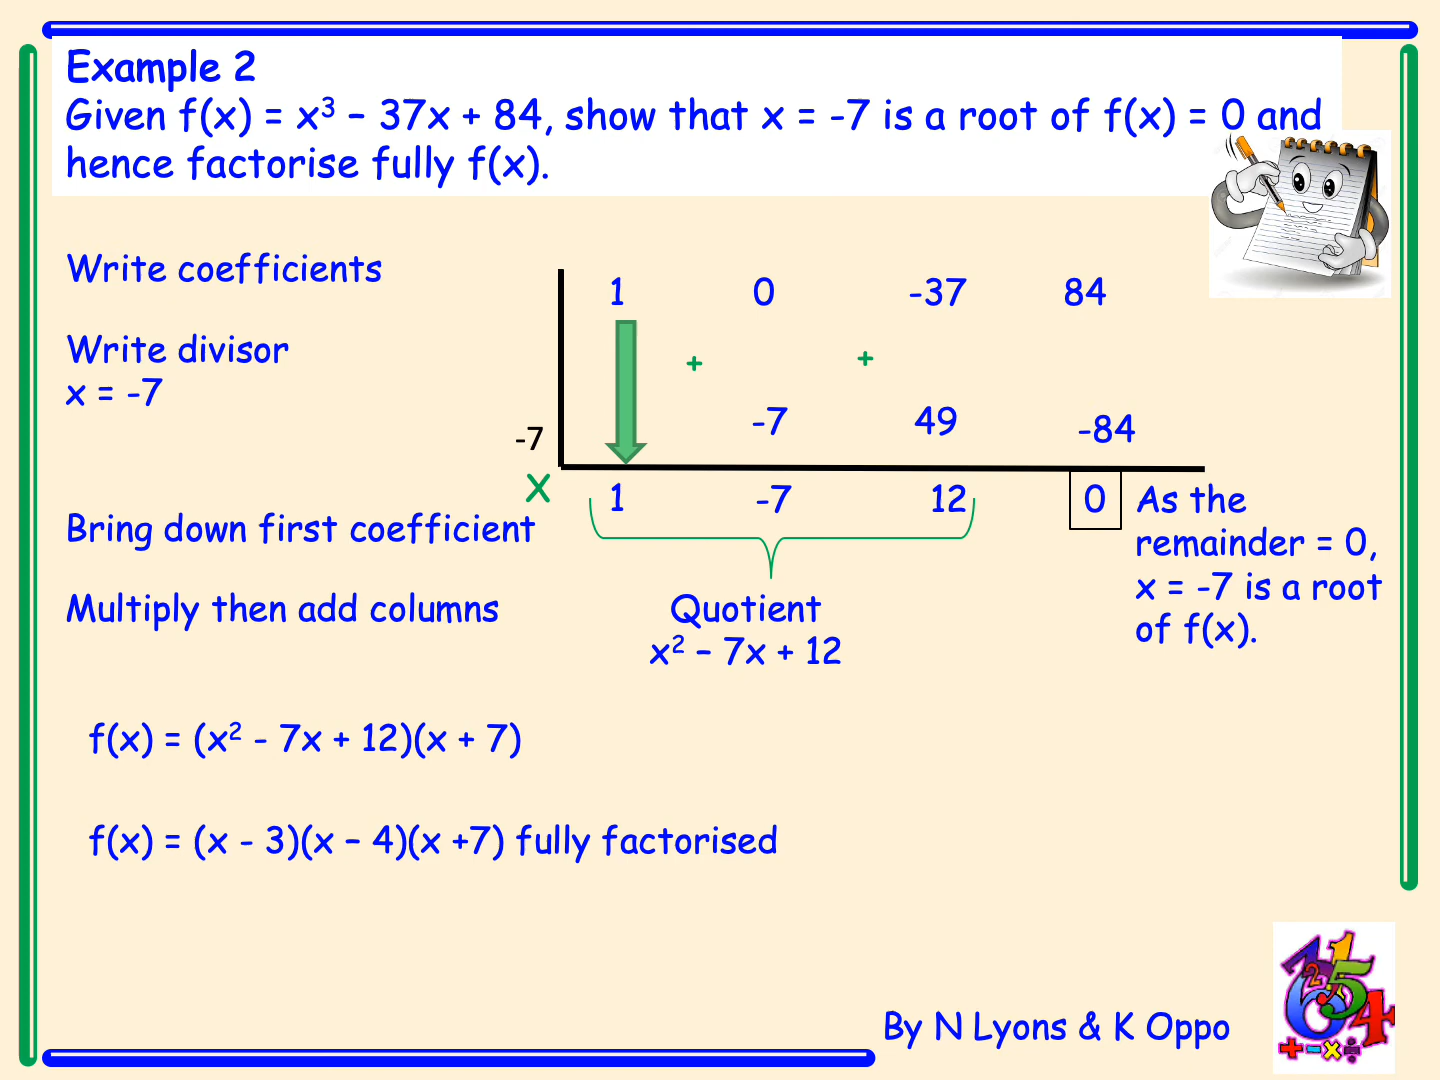 Example 2
Given f(x) = x³ – 37x + 84, show that x = -7 is a root of f(x) = 0 and
hence factorise fully f(x).
Write coefficients
1 0 -37 84
Write divisor
x = -7
+ +
-7 49 -84
-7
X
1 -7 12 0
As the
remainder = 0,
x = -7 is a root
of f(x).
Bring down first coefficient
Multiply then add columns
Quotient
x² – 7x + 12
f(x) = (x² - 7x + 12)(x + 7)
f(x) = (x - 3)(x – 4)(x +7) fully factorised
By N Lyons & K Oppo